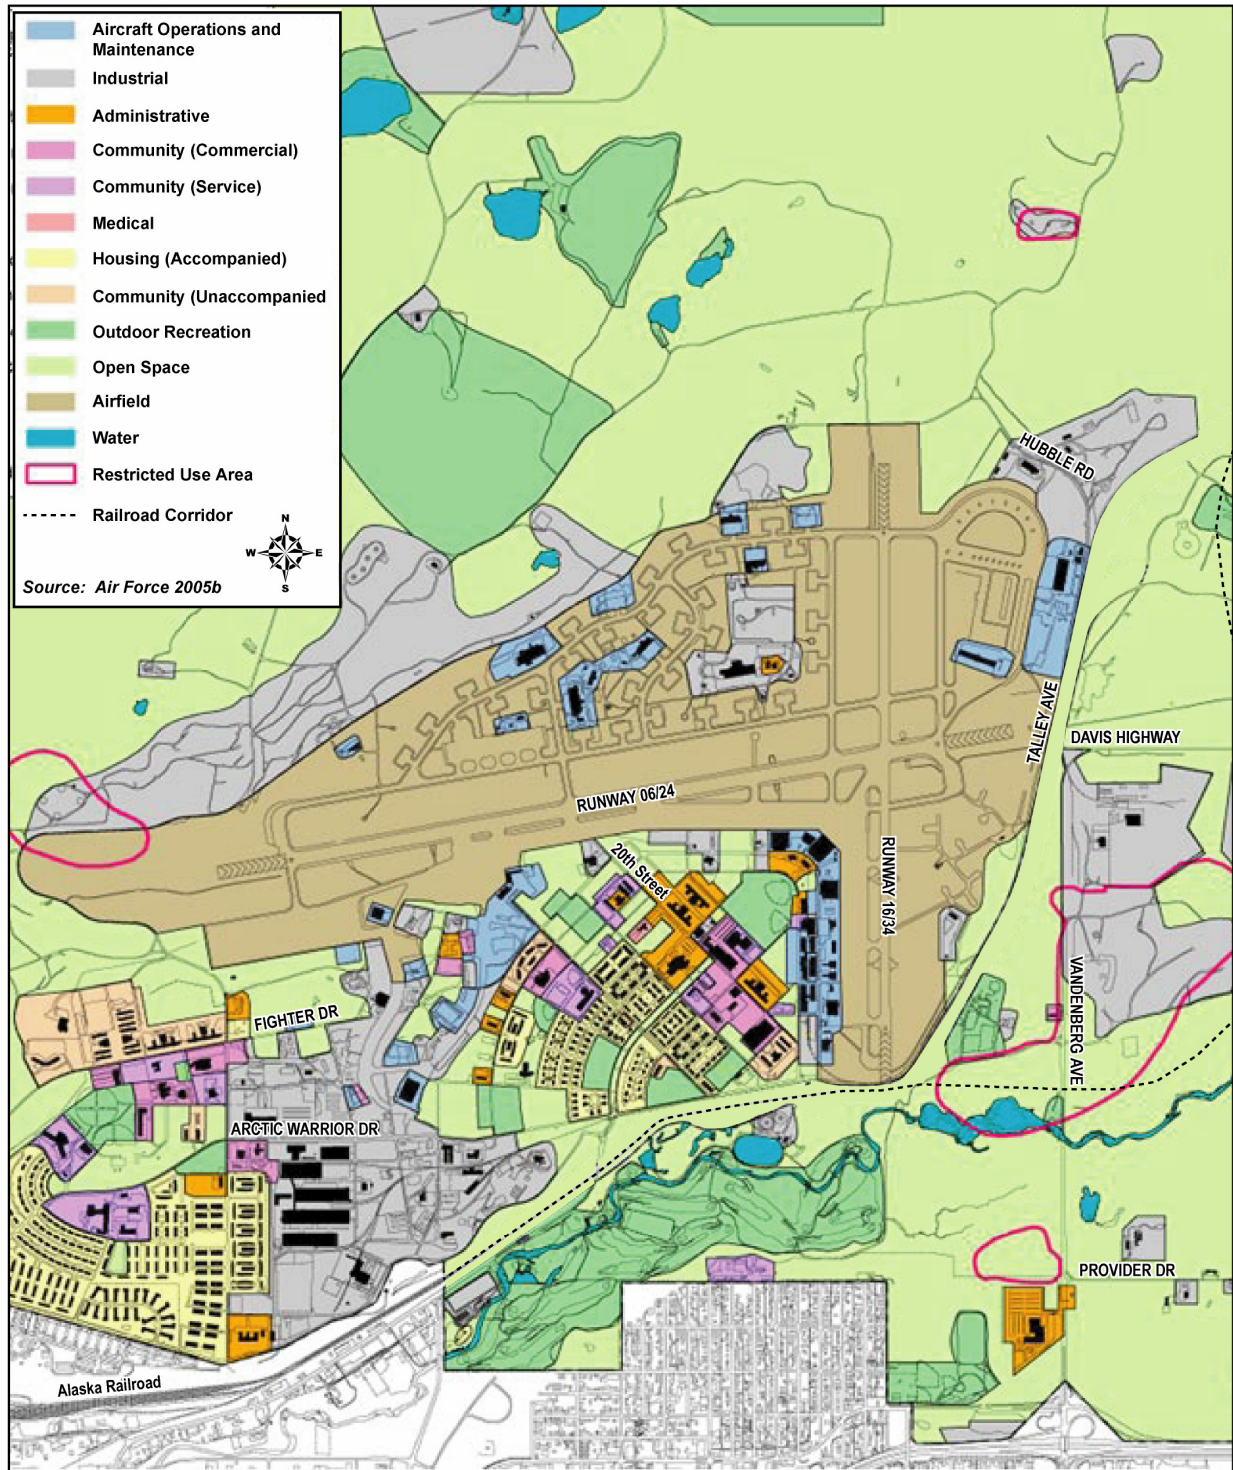 Aircraft Operations and
Maintenance
Industrial
Administrative
Community (Commercial)
Community (Service)
Medical
Housing (Accompanied)
Community (Unaccompanied
Outdoor Recreation
Open Space
Airfield
Water
Restricted Use Area
Railroad Corridor
N
W E
S
Source: Air Force 2005b
HUBBLE RD
TALLEY AVE
DAVIS HIGHWAY
RUNWAY 06/24
20th Street
RUNWAY 16/34
VANDENBERG AVE
FIGHTER DR
ARCTIC WARRIOR DR
PROVIDER DR
Alaska Railroad